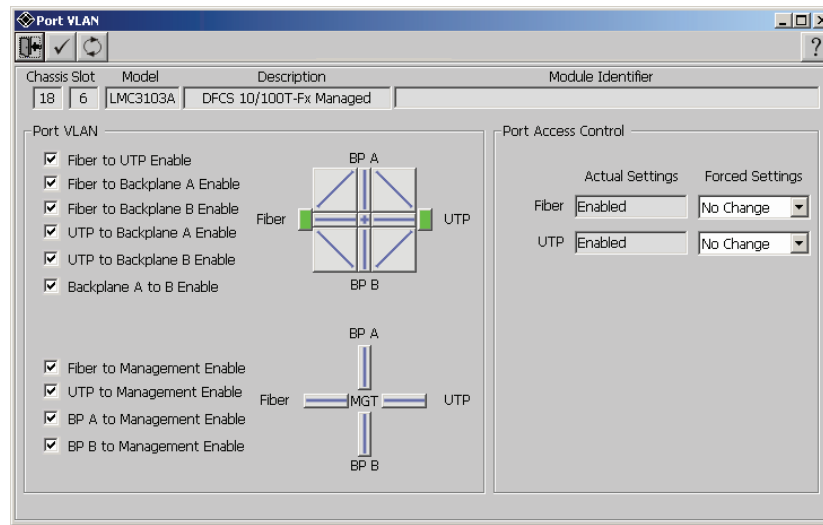 Port VLAN
?
Chassis Slot Model Description Module Identifier
18 6 LMC3103A DFCS 10/100T-Fx Managed
Port VLAN
Fiber to UTP Enable
Fiber to Backplane A Enable
Fiber to Backplane B Enable
UTP to Backplane A Enable
UTP to Backplane B Enable
Backplane A to B Enable
BP A
Fiber UTP
BP B
Fiber to Management Enable
UTP to Management Enable
BP A to Management Enable
BP B to Management Enable
BP A
Fiber MGT UTP
BP B
Port Access Control
Actual Settings Forced Settings
Fiber Enabled No Change
UTP Enabled No Change